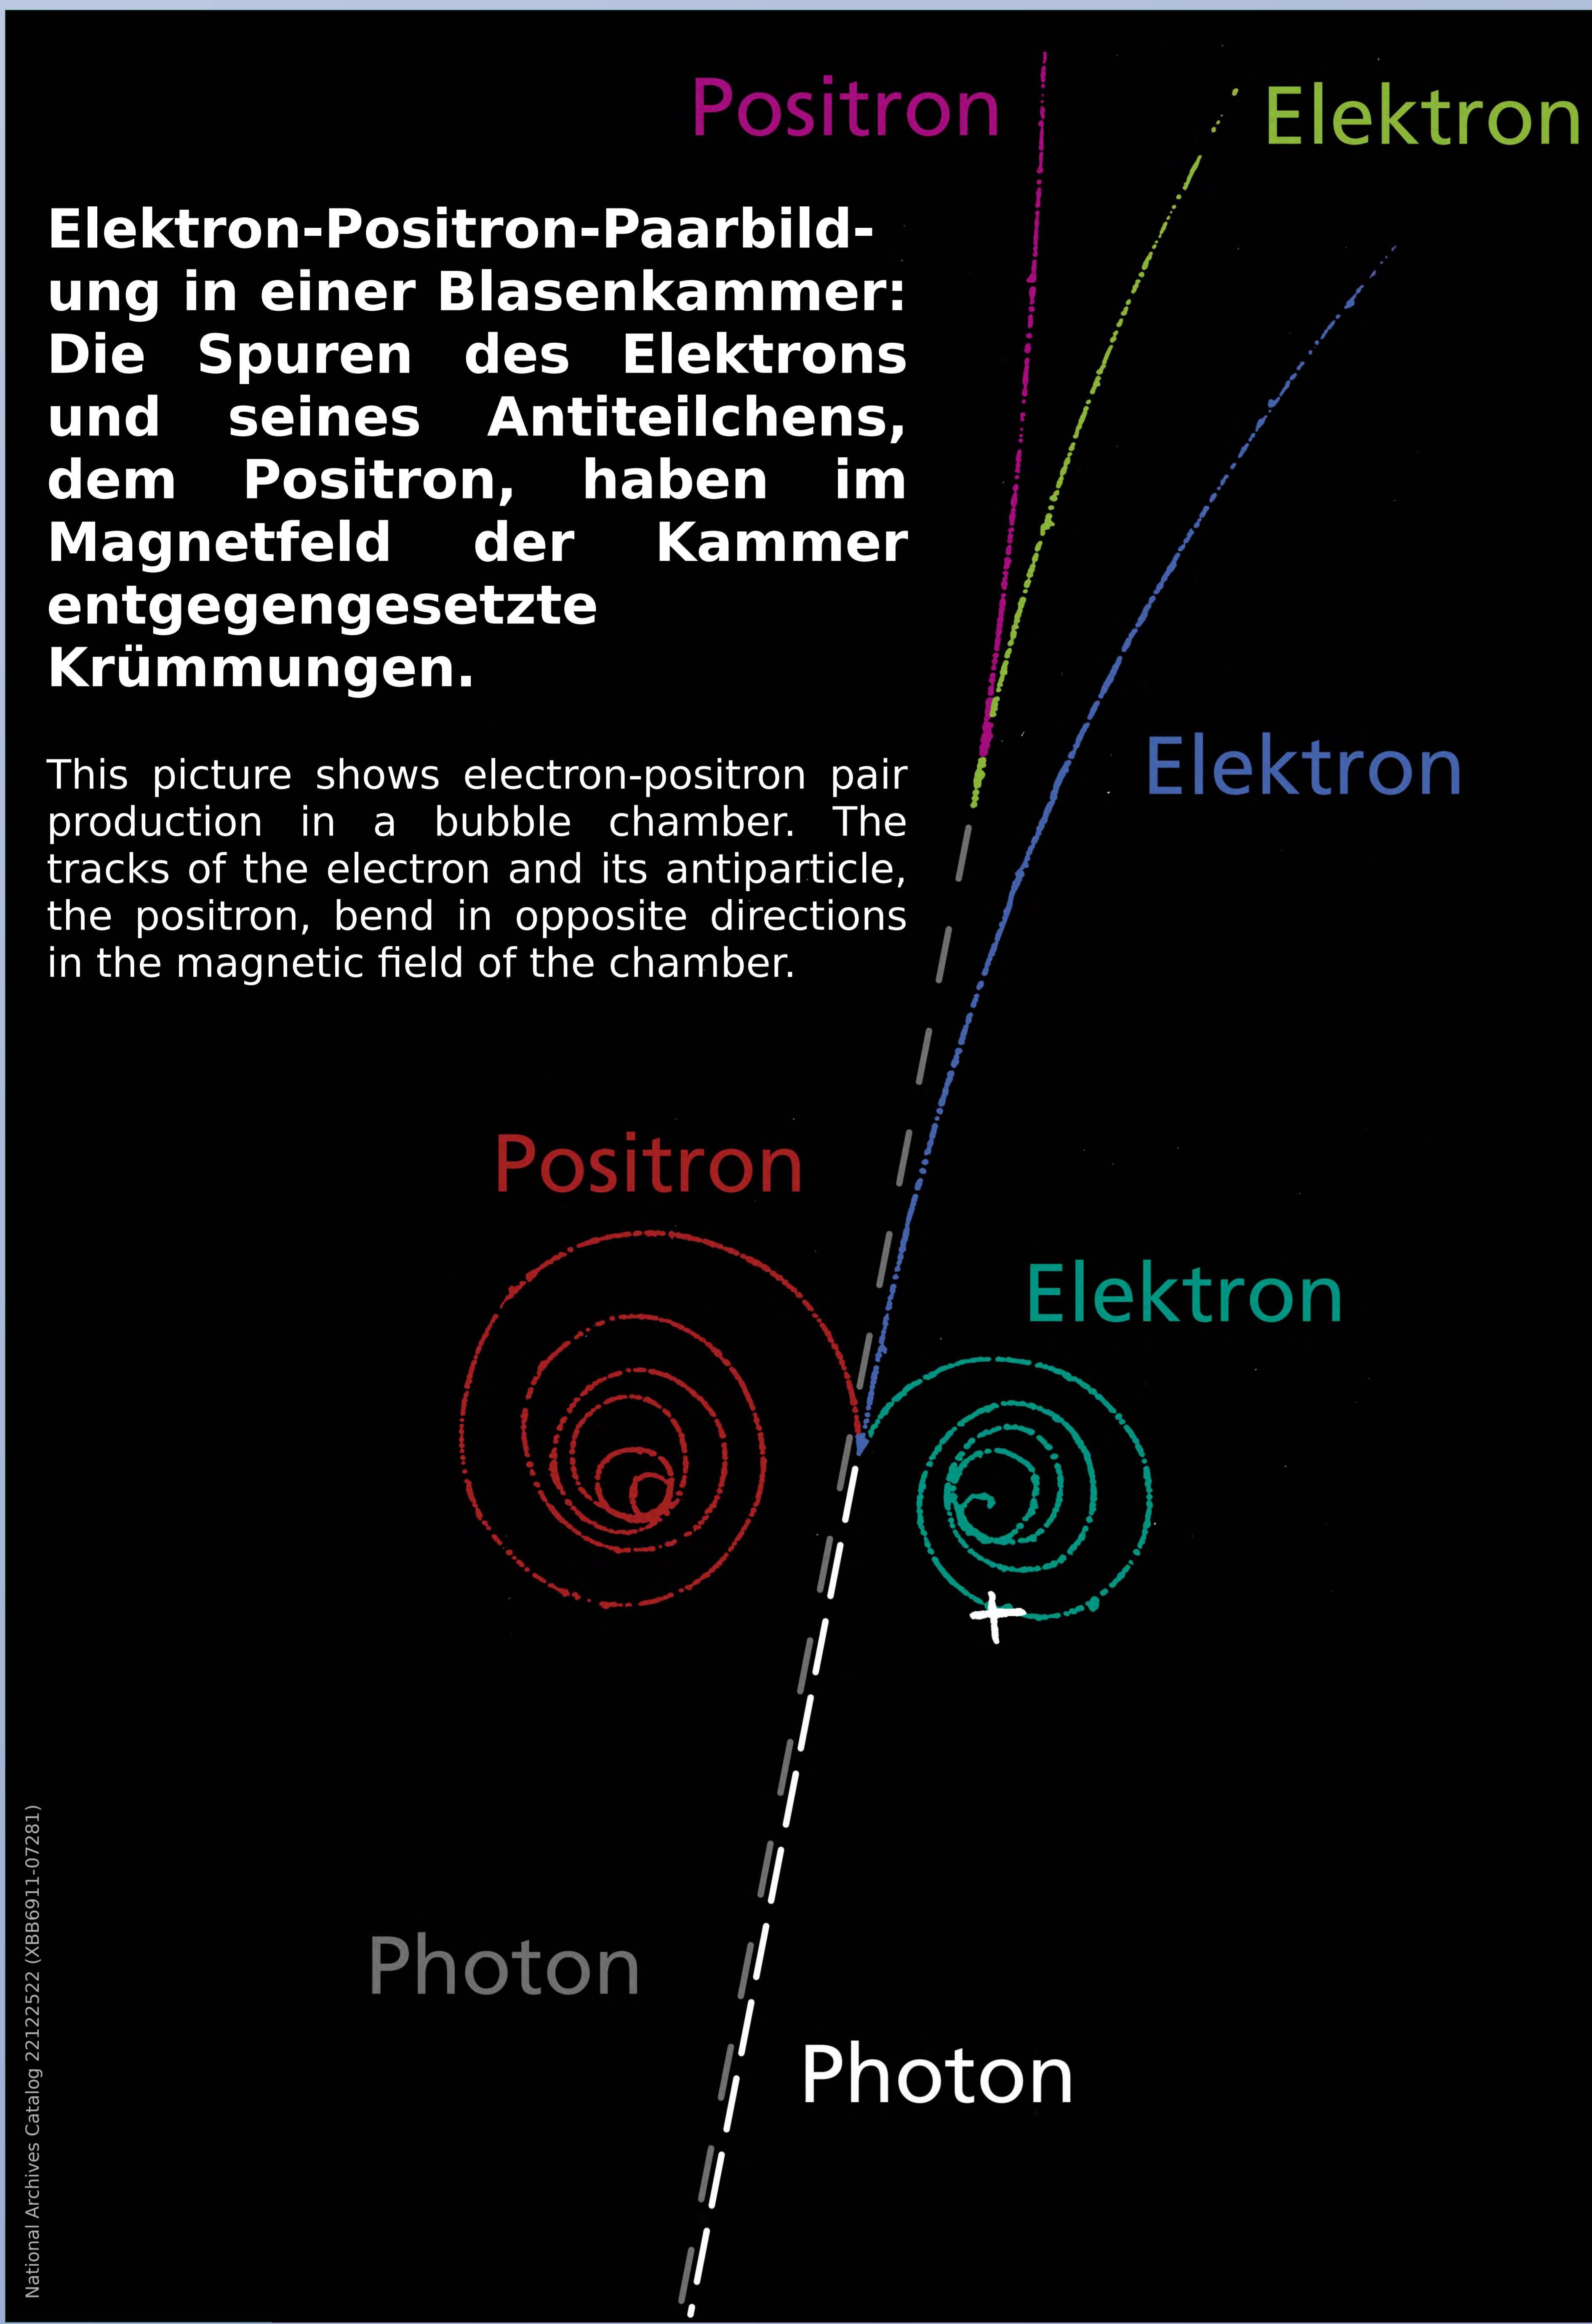 Positron
Elektron
Elektron-Positron-Paarbild-
ung in einer Blasenkammer:
Die Spuren des Elektrons
und seines Antiteilchens,
dem Positron, haben im
Magnetfeld der Kammer
entgegengesetzte
Krümmungen.
This picture shows electron-positron pair
production in a bubble chamber. The
tracks of the electron and its antiparticle,
the positron, bend in opposite directions
in the magnetic field of the chamber.
Elektron
Positron
Elektron
Photon
Photon
National Archives Catalog 22122522 (XBB6911-07281)